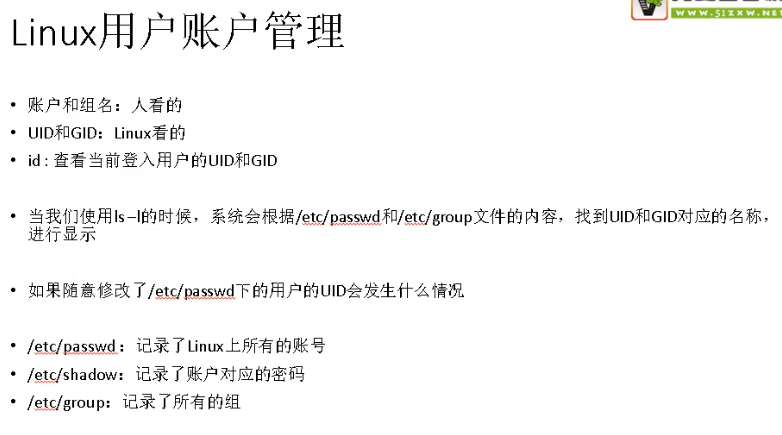 Linux用户账户管理
www.51zxw.net
• 账户和组名：人看的
• UID和GID：Linux看的
• id : 查看当前登入用户的UID和GID
• 当我们使用ls –l的时候，系统会根据/etc/passwd和/etc/group文件的内容，找到UID和GID对应的名称，
进行显示
• 如果随意修改了/etc/passwd下的用户的UID会发生什么情况
• /etc/passwd：记录了Linux上所有的账号
• /etc/shadow：记录了账户对应的密码
• /etc/group：记录了所有的组